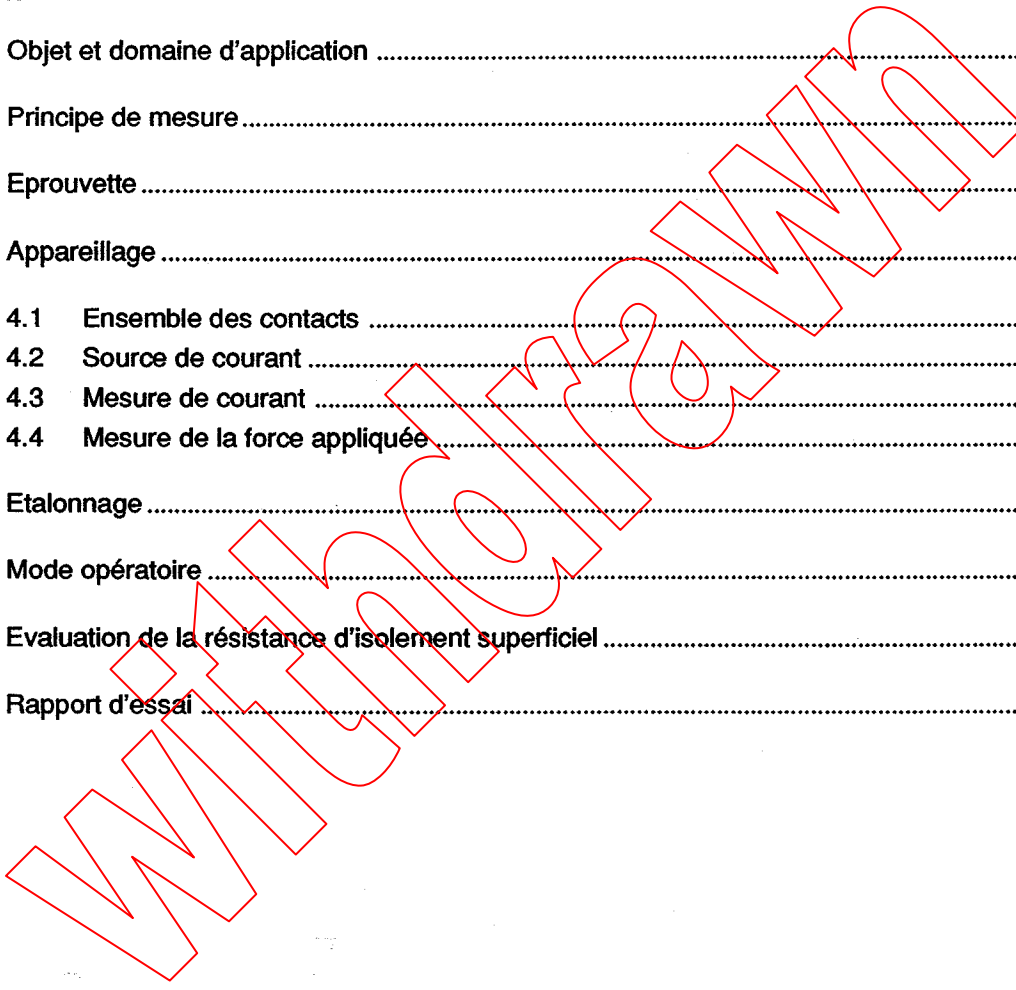 Objet et domaine d'application ........................................
Principe de mesure ........................................
Eprouvette ........................................
Appareillage ........................................
4.1 Ensemble des contacts ........................................
4.2 Source de courant ........................................
4.3 Mesure de courant ........................................
4.4 Mesure de la force appliquée ........................................
Etalonnage ........................................
Mode opératoire ........................................
Evaluation de la résistance d'isolement superficiel ........................................
Rapport d'essai ........................................
withdrawn